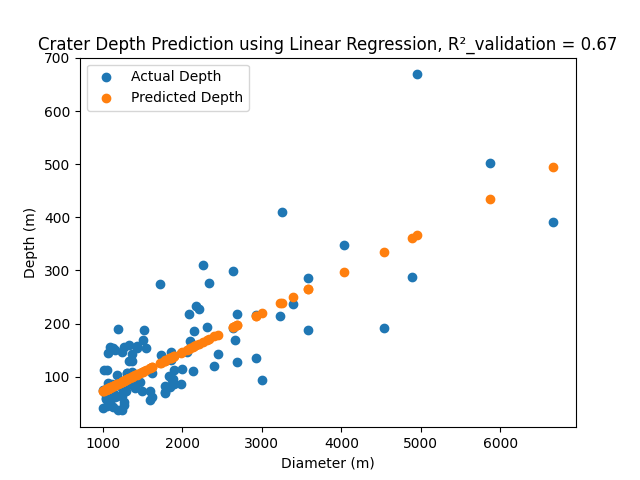 Crater Depth Prediction using Linear Regression, R²_validation = 0.67
Actual Depth
Predicted Depth
700
600
500
400
300
200
100
Depth (m)
1000 2000 3000 4000 5000 6000
Diameter (m)